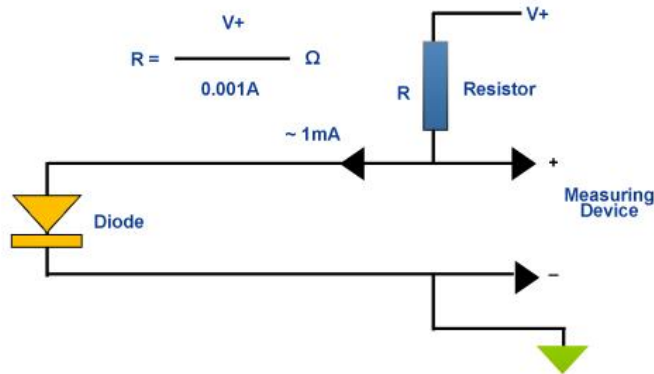 V+
R = Ω
0.001A
V+
R Resistor
~ 1mA
+
Measuring
Device
Diode
–